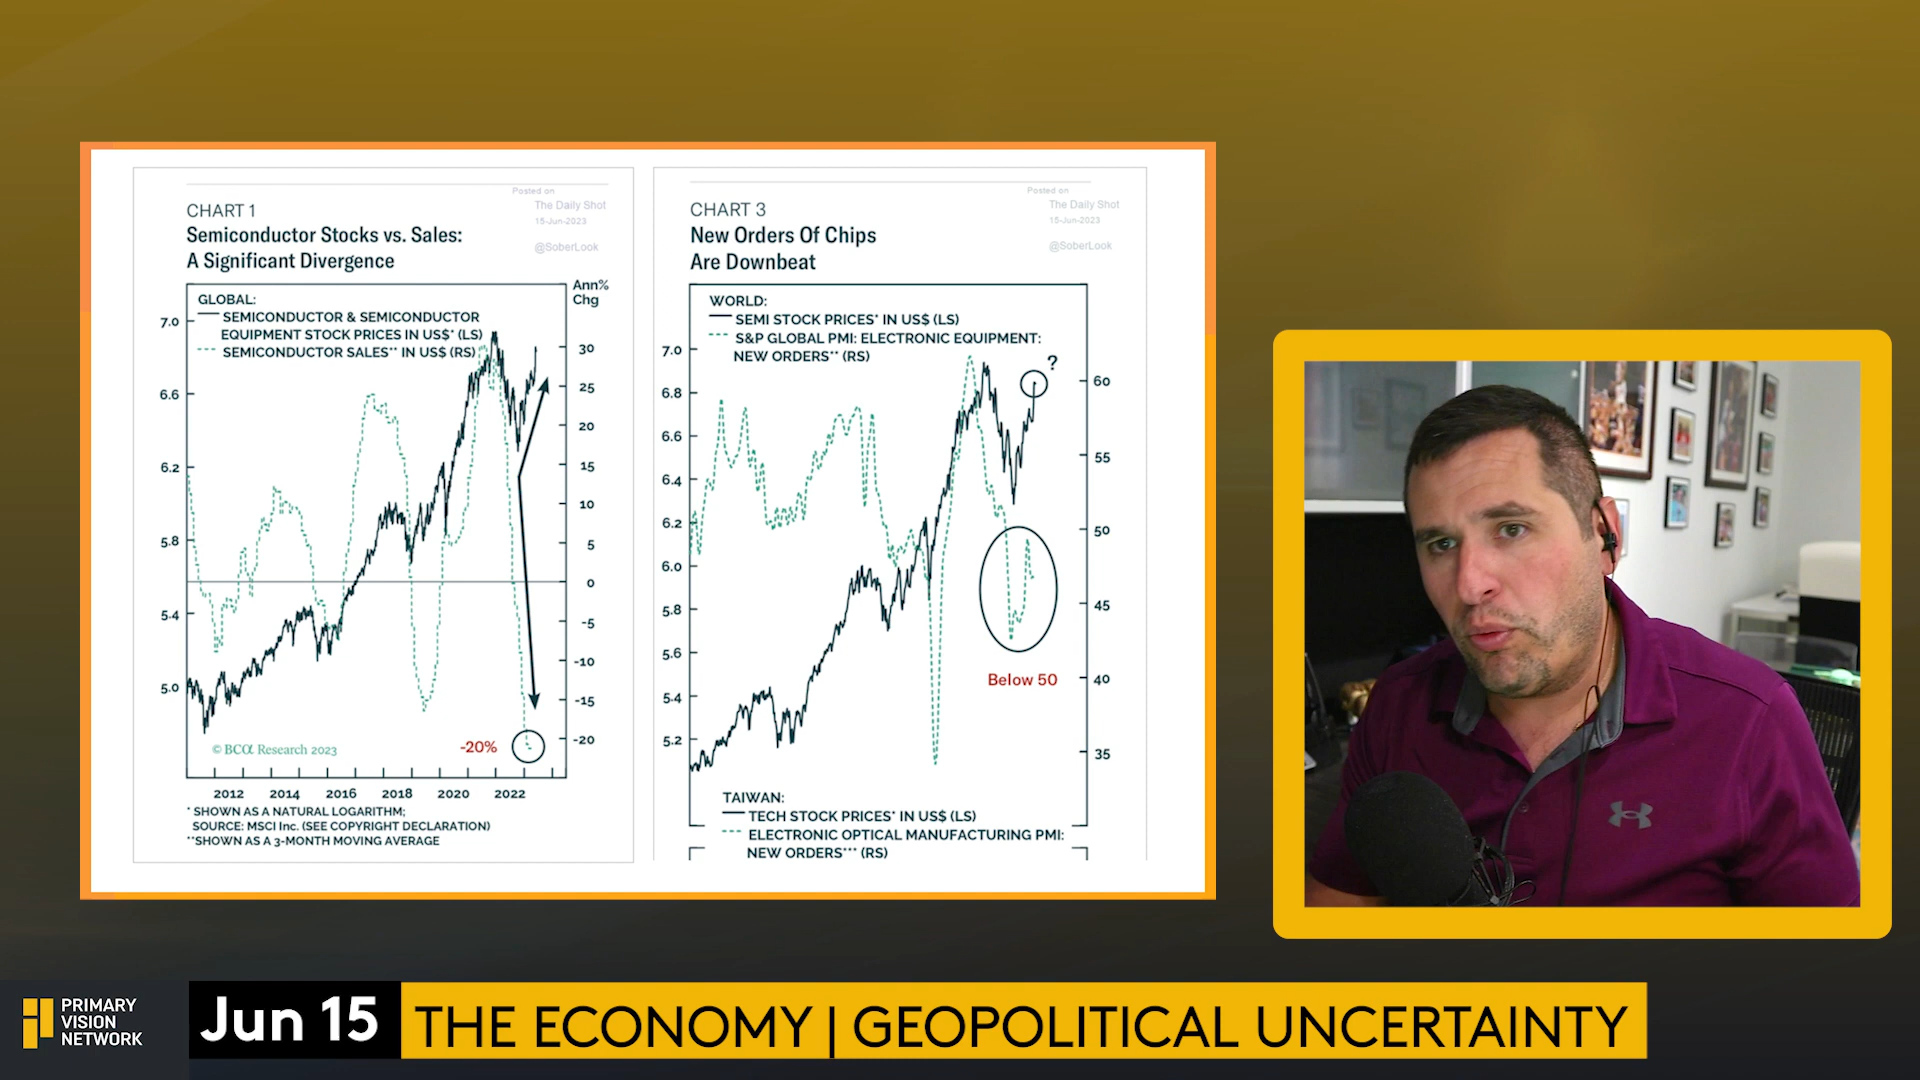 Posted on
The Daily Shot
15-Jun-2023
@SoberLook
CHART 1
Semiconductor Stocks vs. Sales:
A Significant Divergence
Ann%
Chg
GLOBAL:
SEMICONDUCTOR & SEMICONDUCTOR
EQUIPMENT STOCK PRICES IN US$* (LS)
SEMICONDUCTOR SALES** IN US$ (RS)
7.0
6.6
6.2
5.8
5.4
5.0
30
25
20
15
10
5
0
-5
-10
-15
-20
-20%
© BCα Research 2023
2012 2014 2016 2018 2020 2022
* SHOWN AS A NATURAL LOGARITHM;
SOURCE: MSCI Inc. (SEE COPYRIGHT DECLARATION)
**SHOWN AS A 3-MONTH MOVING AVERAGE
Posted on
The Daily Shot
15-Jun-2023
@SoberLook
CHART 3
New Orders Of Chips
Are Downbeat
WORLD:
SEMI STOCK PRICES* IN US$ (LS)
S&P GLOBAL PMI: ELECTRONIC EQUIPMENT:
NEW ORDERS** (RS)
?
7.0
6.8
6.6
6.4
6.2
6.0
5.8
5.6
5.4
5.2
60
55
50
45
40
35
Below 50
TAIWAN:
TECH STOCK PRICES* IN US$ (LS)
ELECTRONIC OPTICAL MANUFACTURING PMI:
NEW ORDERS*** (RS)
PRIMARY
VISION
NETWORK
Jun 15
THE ECONOMY | GEOPOLITICAL UNCERTAINTY